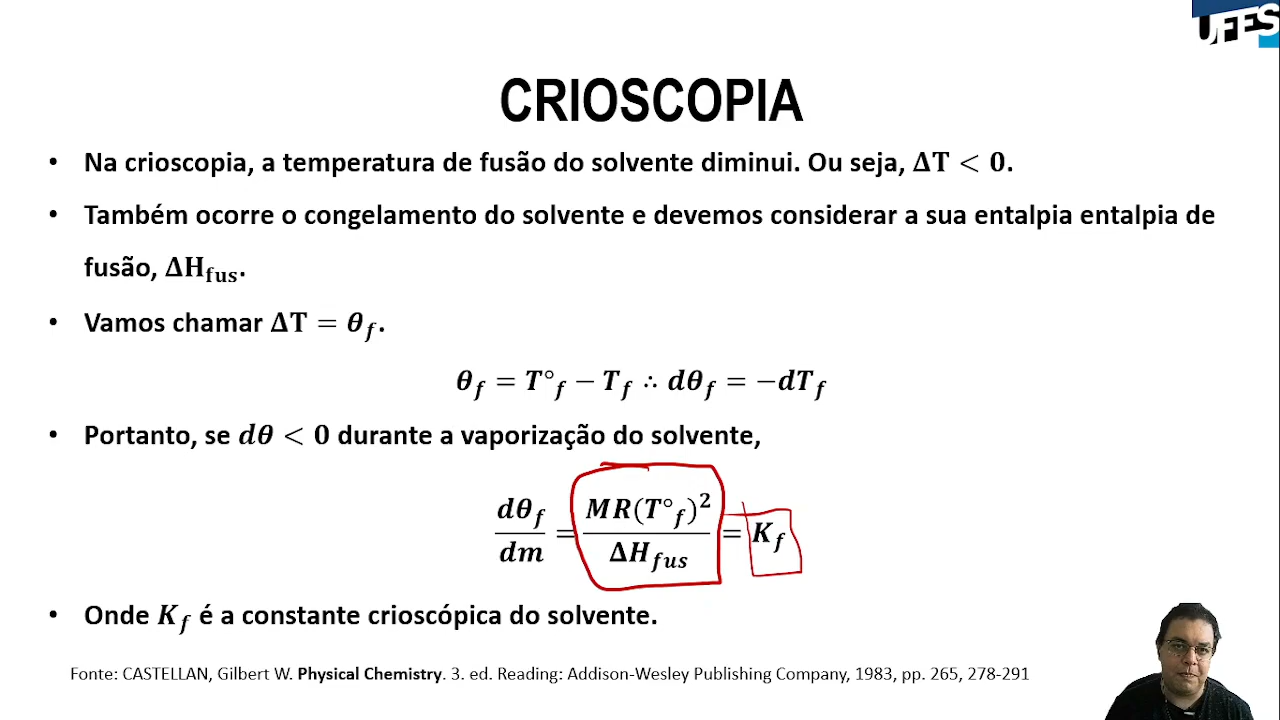 UFES
CRIOSCOPIA
• Na crioscopia, a temperatura de fusão do solvente diminui. Ou seja, ΔT < 0.
• Também ocorre o congelamento do solvente e devemos considerar a sua entalpia entalpia de
fusão, ΔH_fus.
• Vamos chamar ΔT = θ_f.
θ_f = T°_f − T_f ∴ dθ_f = −dT_f
• Portanto, se dθ < 0 durante a vaporização do solvente,
dθ_f/dm = MR(T°_f)²/ΔH_fus = K_f
• Onde K_f é a constante crioscópica do solvente.
Fonte: CASTELLAN, Gilbert W. Physical Chemistry. 3. ed. Reading: Addison-Wesley Publishing Company, 1983, pp. 265, 278-291